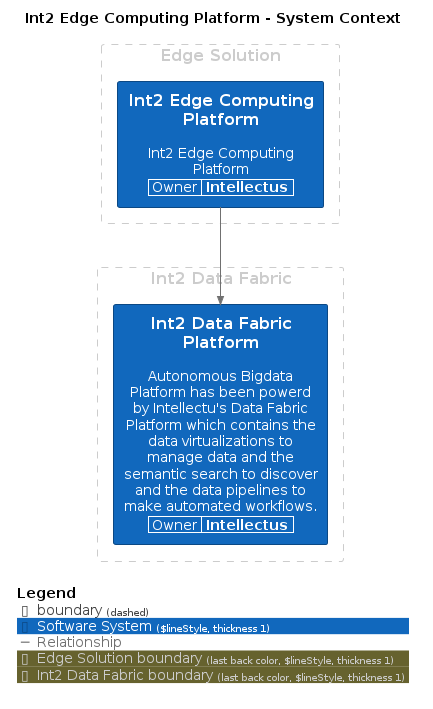 Int2 Edge Computing Platform - System Context
Edge Solution
Int2 Edge Computing
Platform
Int2 Edge Computing
Platform
Owner Intellectus
Int2 Data Fabric
Int2 Data Fabric
Platform
Autonomous Bigdata
Platform has been powerd
by Intellectu's Data Fabric
Platform which contains the
data virtualizations to
manage data and the
semantic search to discover
and the data pipelines to
make automated workflows.
Owner Intellectus
Legend
boundary (dashed)
Software System ($lineStyle, thickness 1)
Relationship
Edge Solution boundary (last back color, $lineStyle, thickness 1)
Int2 Data Fabric boundary (last back color, $lineStyle, thickness 1)